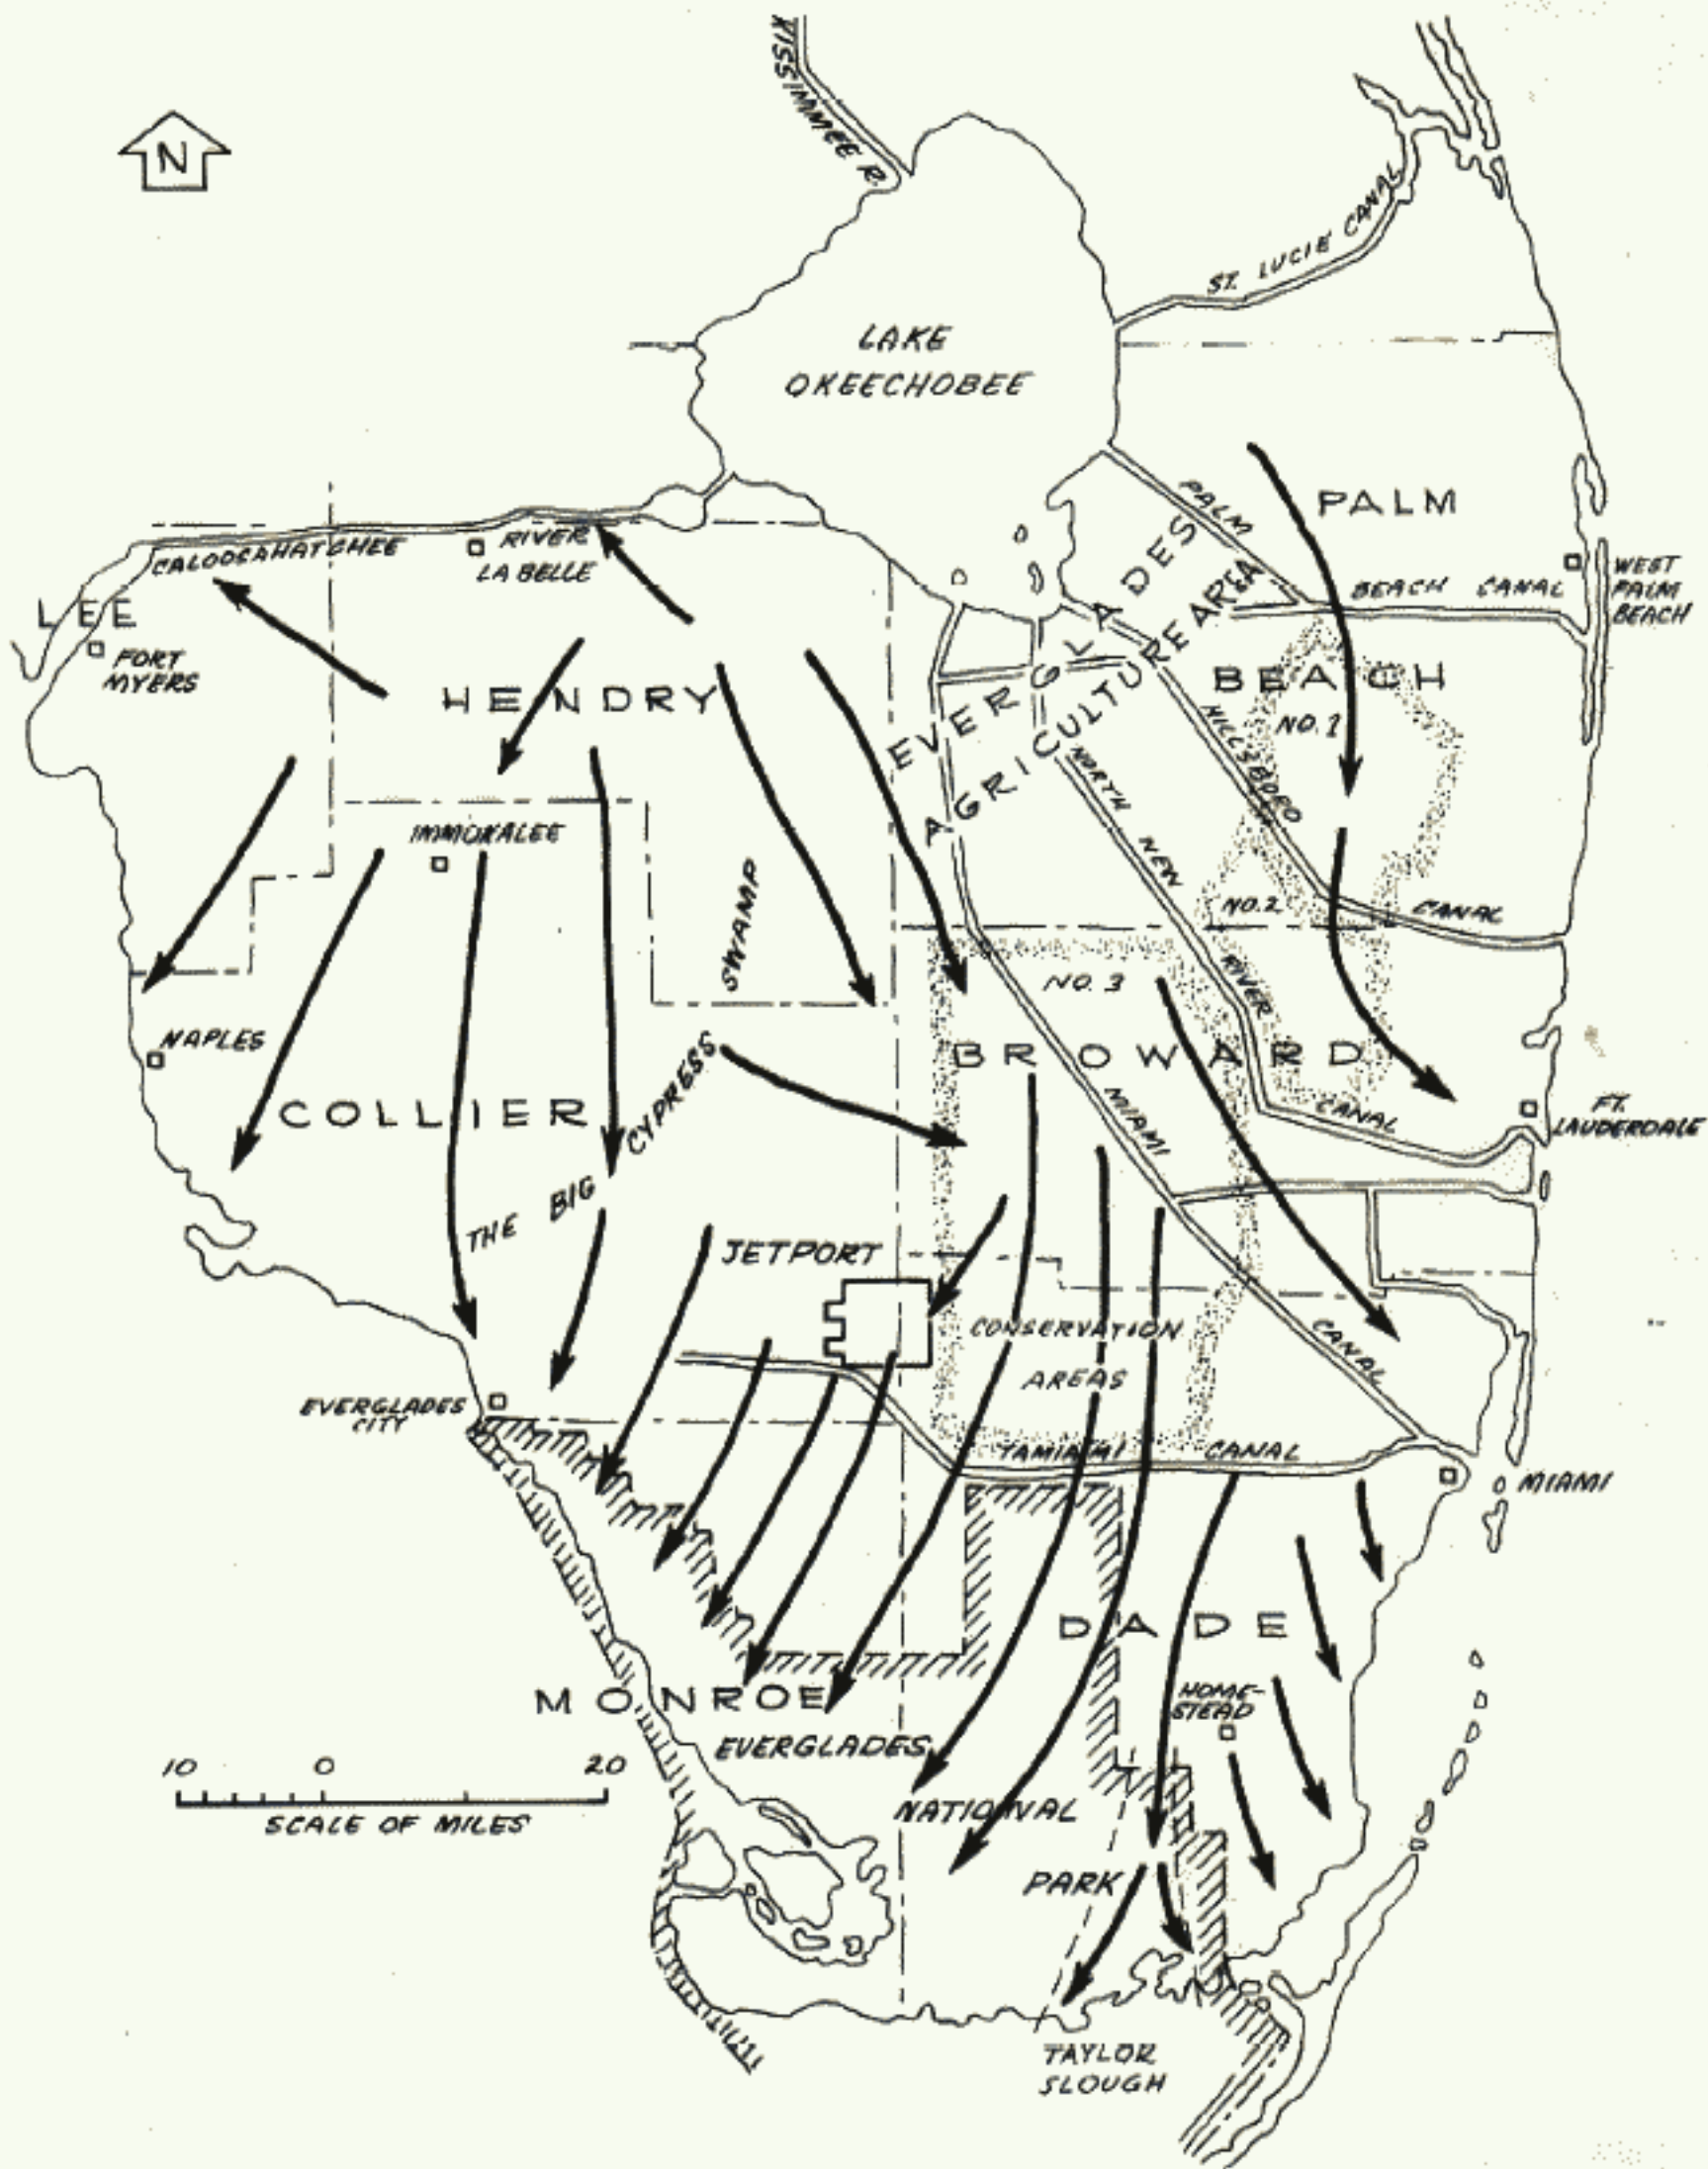 KISSIMMEE R.
N
ST. LUCIE CANAL
LAKE
OKEECHOBEE
PALM
BEACH
PALM
BEACH CANAL
WEST
PALM
BEACH
CALOOSAHATCHEE RIVER
LA BELLE
LEE
FORT
MYERS
HENDRY
EVERGLADES
AGRICULTURE AREA
NO. 1
HILLSBORO
CANAL
NORTH NEW
RIVER
CANAL
IMMOKALEE
NO. 2
NO. 3
NAPLES
COLLIER
THE BIG CYPRESS SWAMP
BROWARD
FT.
LAUDERDALE
MIAMI
CANAL
JETPORT
CONSERVATION
AREAS
EVERGLADES
CITY
TAMIAMI CANAL
MIAMI
DADE
HOME-
STEAD
MONROE
EVERGLADES
NATIONAL
PARK
10 0 20
SCALE OF MILES
TAYLOR
SLOUGH